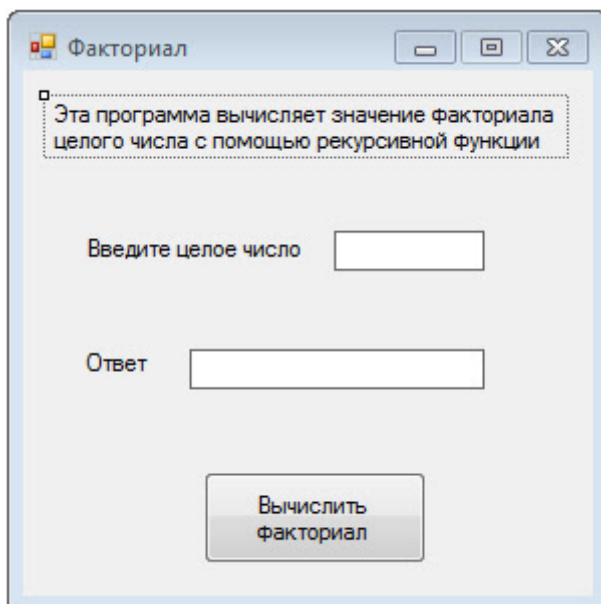 Факториал
Эта программа вычисляет значение факториала
целого числа с помощью рекурсивной функции
Введите целое число
Ответ
Вычислить
факториал